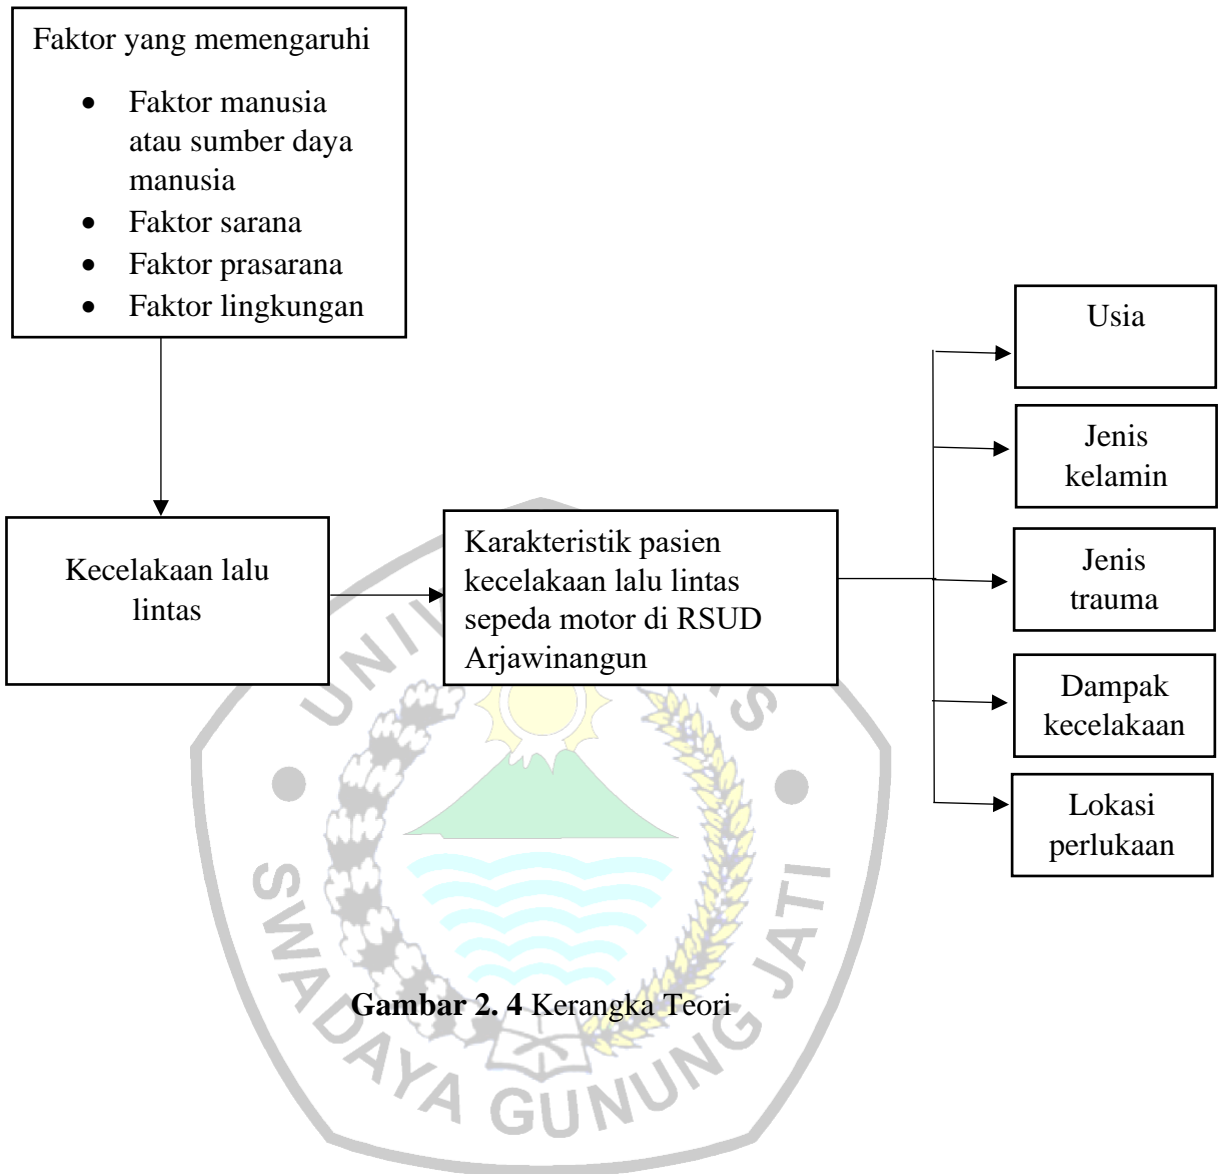 Faktor yang memengaruhi
• Faktor manusia
atau sumber daya
manusia
• Faktor sarana
• Faktor prasarana
• Faktor lingkungan
Kecelakaan lalu
lintas
Karakteristik pasien
kecelakaan lalu lintas
sepeda motor di RSUD
Arjawinangun
Usia
Jenis
kelamin
Jenis
trauma
Dampak
kecelakaan
Lokasi
perlukaan
SWADAYA GUNUNG JATI
Gambar 2. 4 Kerangka Teori